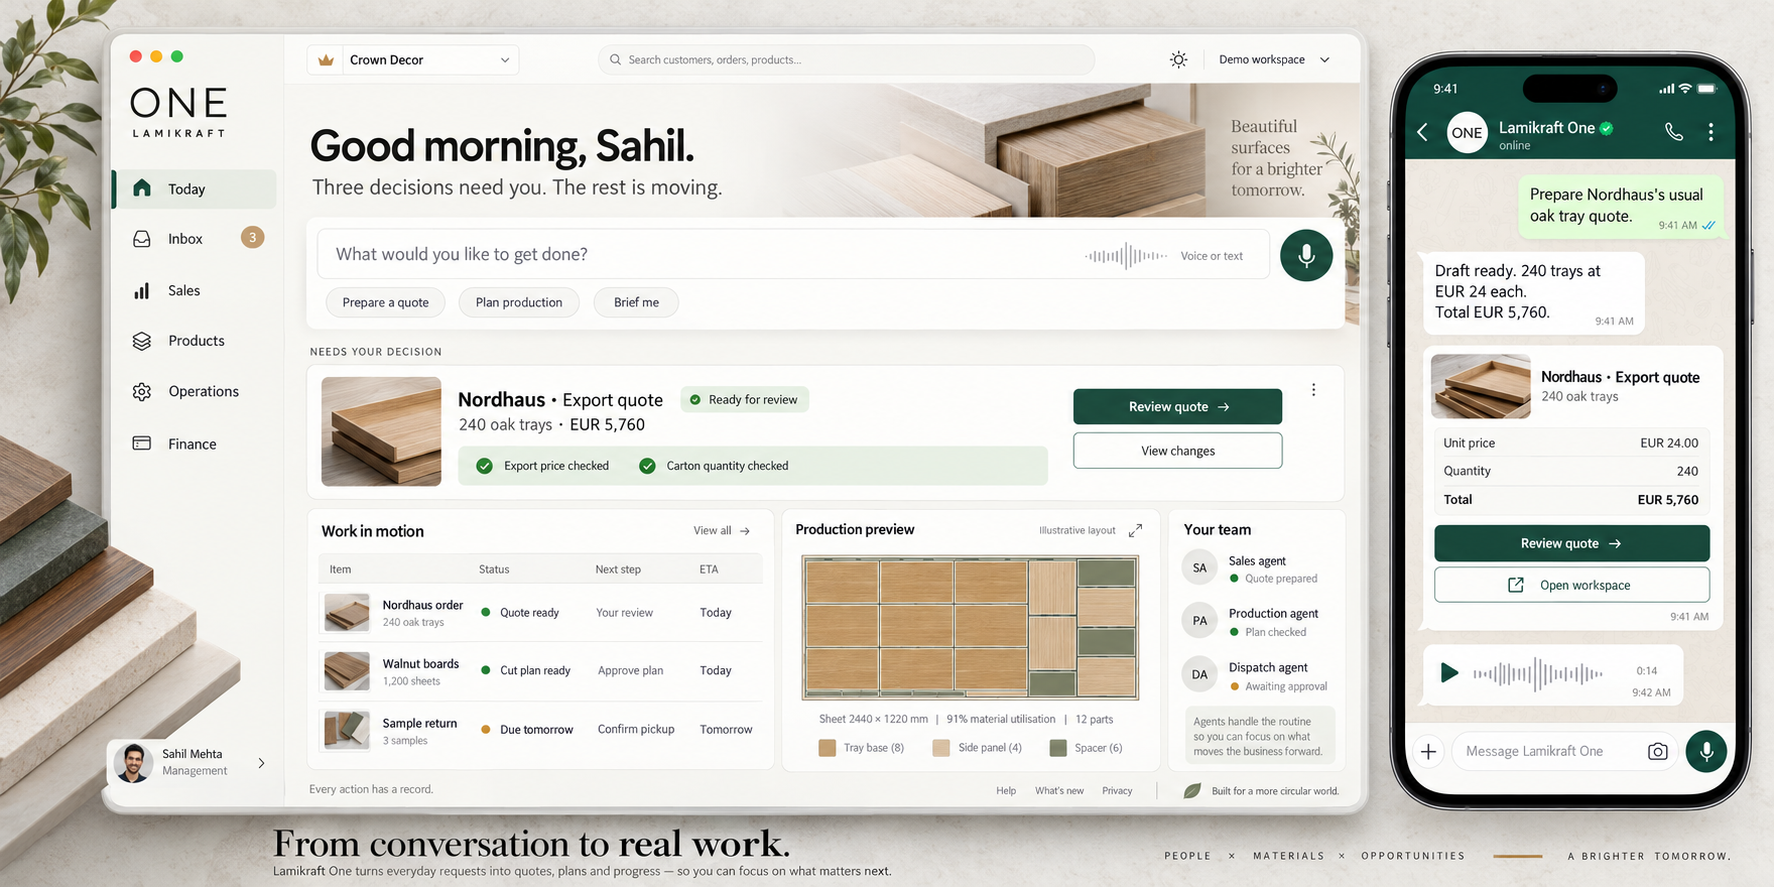 ONE
LAMIKRAFT
Today
Inbox
3
Sales
Products
Operations
Finance
Sahil Mehta
Management
Crown Decor
Search customers, orders, products...
Demo workspace
Good morning, Sahil.
Three decisions need you. The rest is moving.
Beautiful
surfaces
for a brighter
tomorrow.
What would you like to get done?
Voice or text
Prepare a quote
Plan production
Brief me
NEEDS YOUR DECISION
Nordhaus • Export quote
Ready for review
240 oak trays • EUR 5,760
Export price checked
Carton quantity checked
Review quote →
View changes
Work in motion
View all →
Item Status Next step ETA
Nordhaus order
240 oak trays
Quote ready
Your review
Today
Walnut boards
1,200 sheets
Cut plan ready
Approve plan
Today
Sample return
3 samples
Due tomorrow
Confirm pickup
Tomorrow
Production preview
Illustrative layout
Sheet 2440 × 1220 mm | 91% material utilisation | 12 parts
Tray base (8)
Side panel (4)
Spacer (6)
Your team
SA
Sales agent
Quote prepared
PA
Production agent
Plan checked
DA
Dispatch agent
Awaiting approval
Agents handle the routine
so you can focus on what
moves the business forward.
Every action has a record.
Help
What's new
Privacy
Built for a more circular world.
9:41
ONE
Lamikraft One
online
Prepare Nordhaus's usual
oak tray quote.
9:41 AM
Draft ready. 240 trays at
EUR 24 each.
Total EUR 5,760.
9:41 AM
Nordhaus • Export quote
240 oak trays
Unit price EUR 24.00
Quantity 240
Total EUR 5,760
Review quote →
Open workspace
9:41 AM
0:14
9:42 AM
Message Lamikraft One
From conversation to real work.
Lamikraft One turns everyday requests into quotes, plans and progress — so you can focus on what matters next.
PEOPLE × MATERIALS × OPPORTUNITIES
A BRIGHTER TOMORROW.